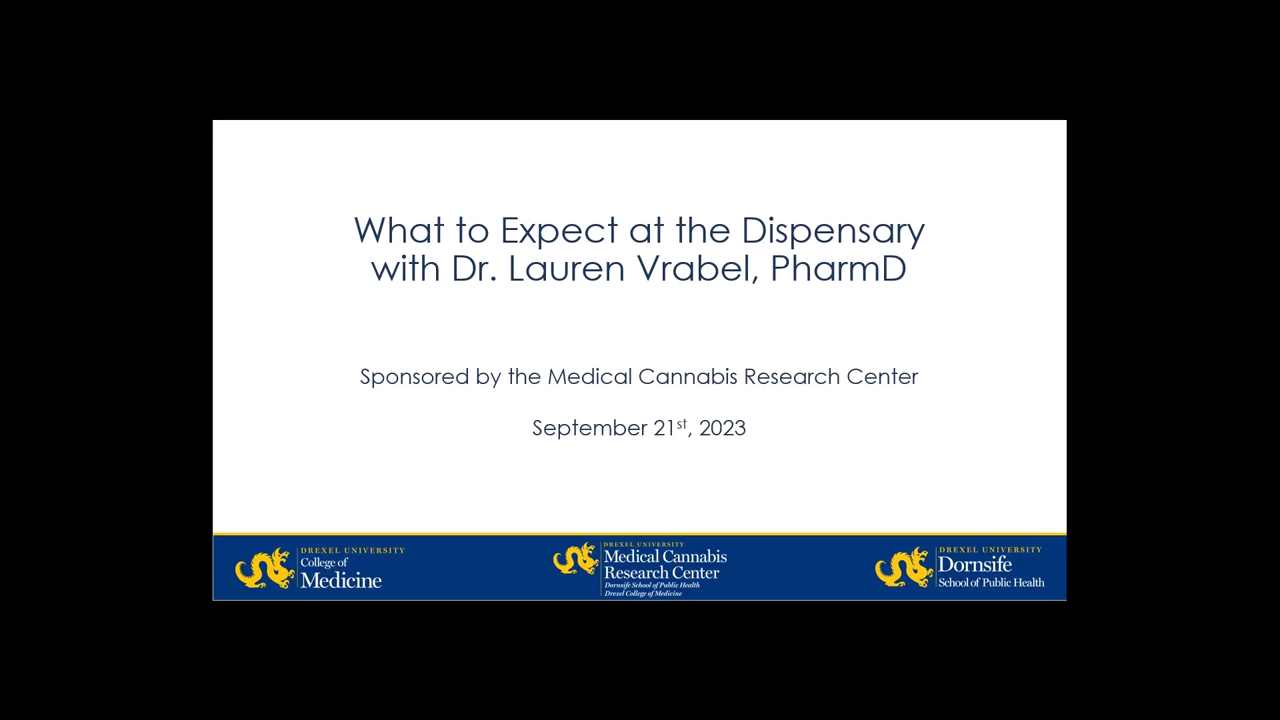 What to Expect at the Dispensary
with Dr. Lauren Vrabel, PharmD
Sponsored by the Medical Cannabis Research Center
September 21st, 2023
DREXEL UNIVERSITY
College of
Medicine
DREXEL UNIVERSITY
Medical Cannabis
Research Center
Dornsife School of Public Health
Drexel College of Medicine
DREXEL UNIVERSITY
Dornsife
School of Public Health